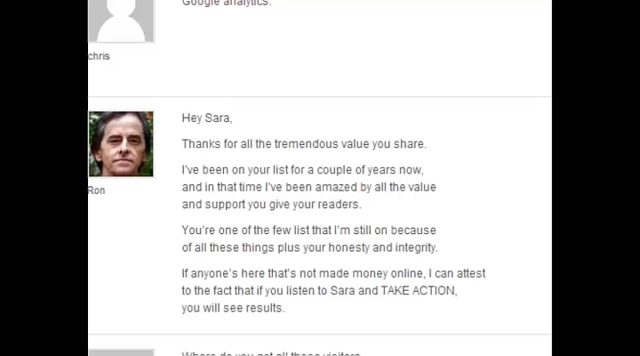 Google analytics.
chris
Hey Sara,
Thanks for all the tremendous value you share.
I've been on your list for a couple of years now,
and in that time I've been amazed by all the value
and support you give your readers.
Ron
You're one of the few list that I'm still on because
of all these things plus your honesty and integrity.
If anyone's here that's not made money online, I can attest
to the fact that if you listen to Sara and TAKE ACTION,
you will see results.
Where do you get all these visitors